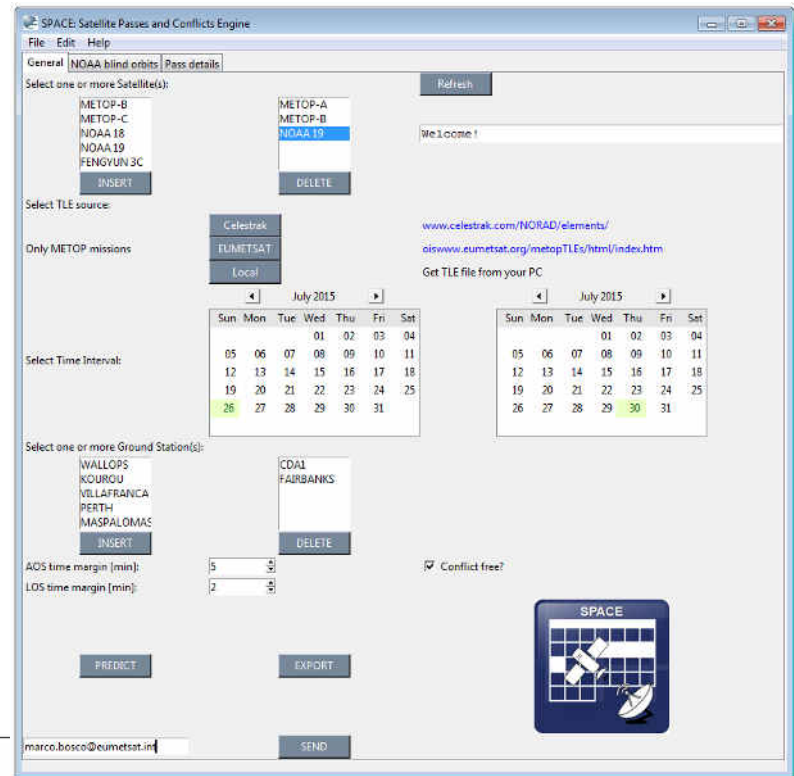 SPACE: Satellite Passes and Conflicts Engine
File Edit Help
General NOAA blind orbits Pass details
Select one or more Satellite(s):
Refresh
METOP-B
METOP-C
NOAA 18
NOAA 19
FENGYUN 3C
METOP-A
METOP-B
NOAA 19
Welcome!
INSERT
DELETE
Select TLE source:
Celestrak
www.celestrak.com/NORAD/elements/
Only METOP missions
EUMETSAT
oiswww.eumetsat.org/metopTLEs/html/index.htm
Local
Get TLE file from your PC
Select Time Interval:
July 2015
Sun Mon Tue Wed Thu Fri Sat
01 02 03 04
05 06 07 08 09 10 11
12 13 14 15 16 17 18
19 20 21 22 23 24 25
26 27 28 29 30 31
July 2015
Sun Mon Tue Wed Thu Fri Sat
01 02 03 04
05 06 07 08 09 10 11
12 13 14 15 16 17 18
19 20 21 22 23 24 25
26 27 28 29 30 31
Select one or more Ground Station(s):
WALLOPS
KOUROU
VILLAFRANCA
PERTH
MASPALOMAS
CDA1
FAIRBANKS
INSERT
DELETE
AOS time margin [min]: 5
Conflict free?
LOS time margin [min]: 2
SPACE
PREDICT
EXPORT
marco.bosco@eumetsat.int
SEND